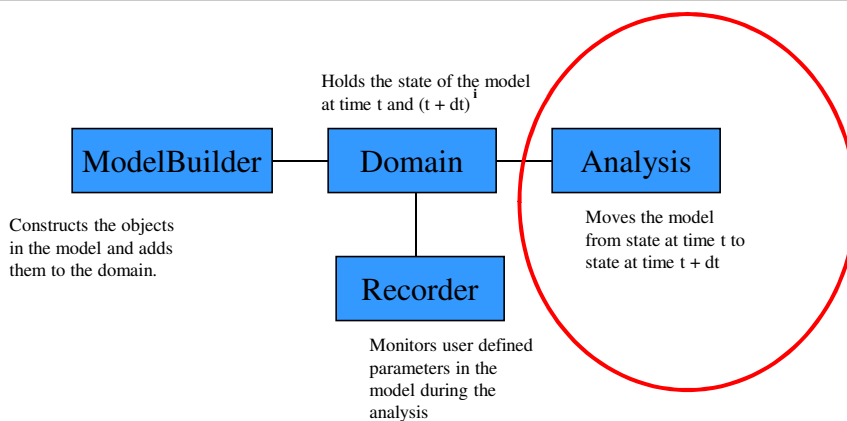 Holds the state of the model
at time t and (t + dt)^i
ModelBuilder
Domain
Analysis
Constructs the objects
in the model and adds
them to the domain.
Moves the model
from state at time t to
state at time t + dt
Recorder
Monitors user defined
parameters in the
model during the
analysis